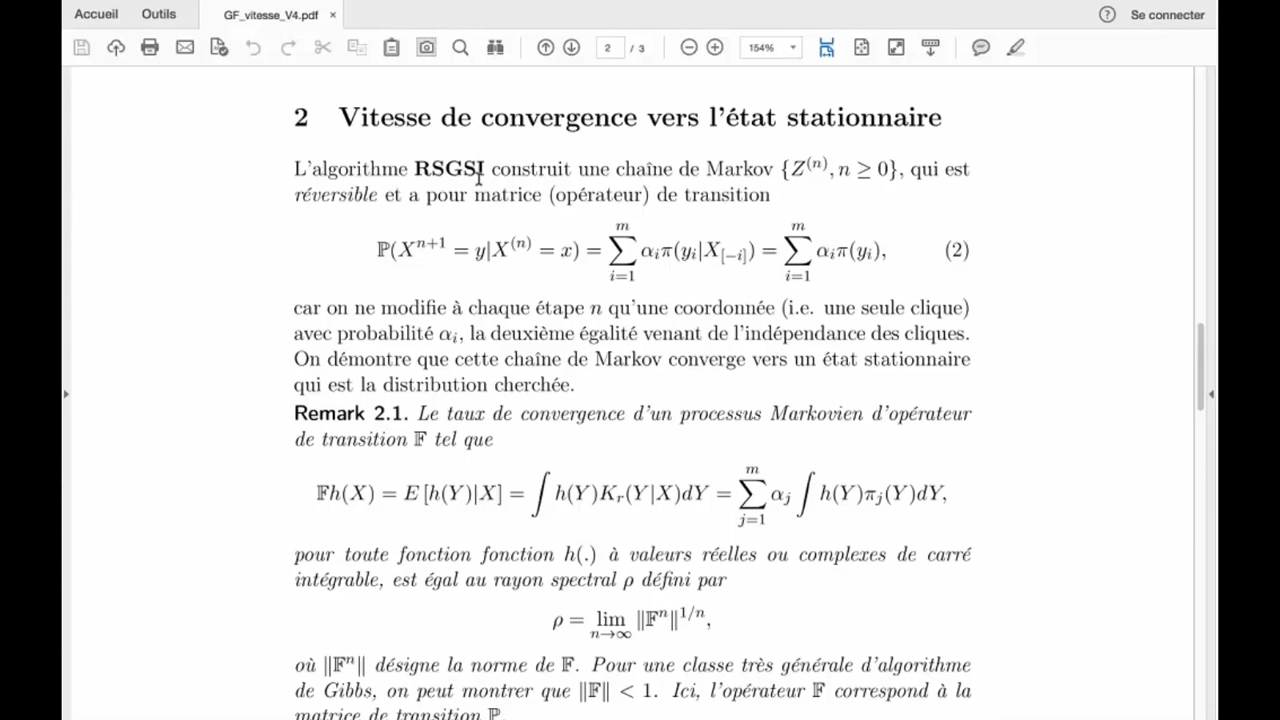 Accueil Outils GF_vitesse_V4.pdf × ? Se connecter
2 / 3 154%
2 Vitesse de convergence vers l'état stationnaire
L'algorithme RSGSI construit une chaîne de Markov {Z⁽ⁿ⁾, n ≥ 0}, qui est
réversible et a pour matrice (opérateur) de transition
ℙ(Xⁿ⁺¹ = y|X⁽ⁿ⁾ = x) = ∑_{i=1}^{m} α_i π(y_i|X_{[−i]}) = ∑_{i=1}^{m} α_i π(y_i), (2)
car on ne modifie à chaque étape n qu'une coordonnée (i.e. une seule clique)
avec probabilité α_i, la deuxième égalité venant de l'indépendance des cliques.
On démontre que cette chaîne de Markov converge vers un état stationnaire
qui est la distribution cherchée.
Remark 2.1. Le taux de convergence d'un processus Markovien d'opérateur
de transition 𝔽 tel que
𝔽h(X) = E [h(Y)|X] = ∫ h(Y)K_r(Y|X)dY = ∑_{j=1}^{m} α_j ∫ h(Y)π_j(Y)dY,
pour toute fonction fonction h(.) à valeurs réelles ou complexes de carré
intégrable, est égal au rayon spectral ρ défini par
ρ = lim_{n→∞} ‖𝔽ⁿ‖^{1/n},
où ‖𝔽ⁿ‖ désigne la norme de 𝔽. Pour une classe très générale d'algorithme
de Gibbs, on peut montrer que ‖𝔽‖ < 1. Ici, l'opérateur 𝔽 correspond à la
matrice de transition ℙ.